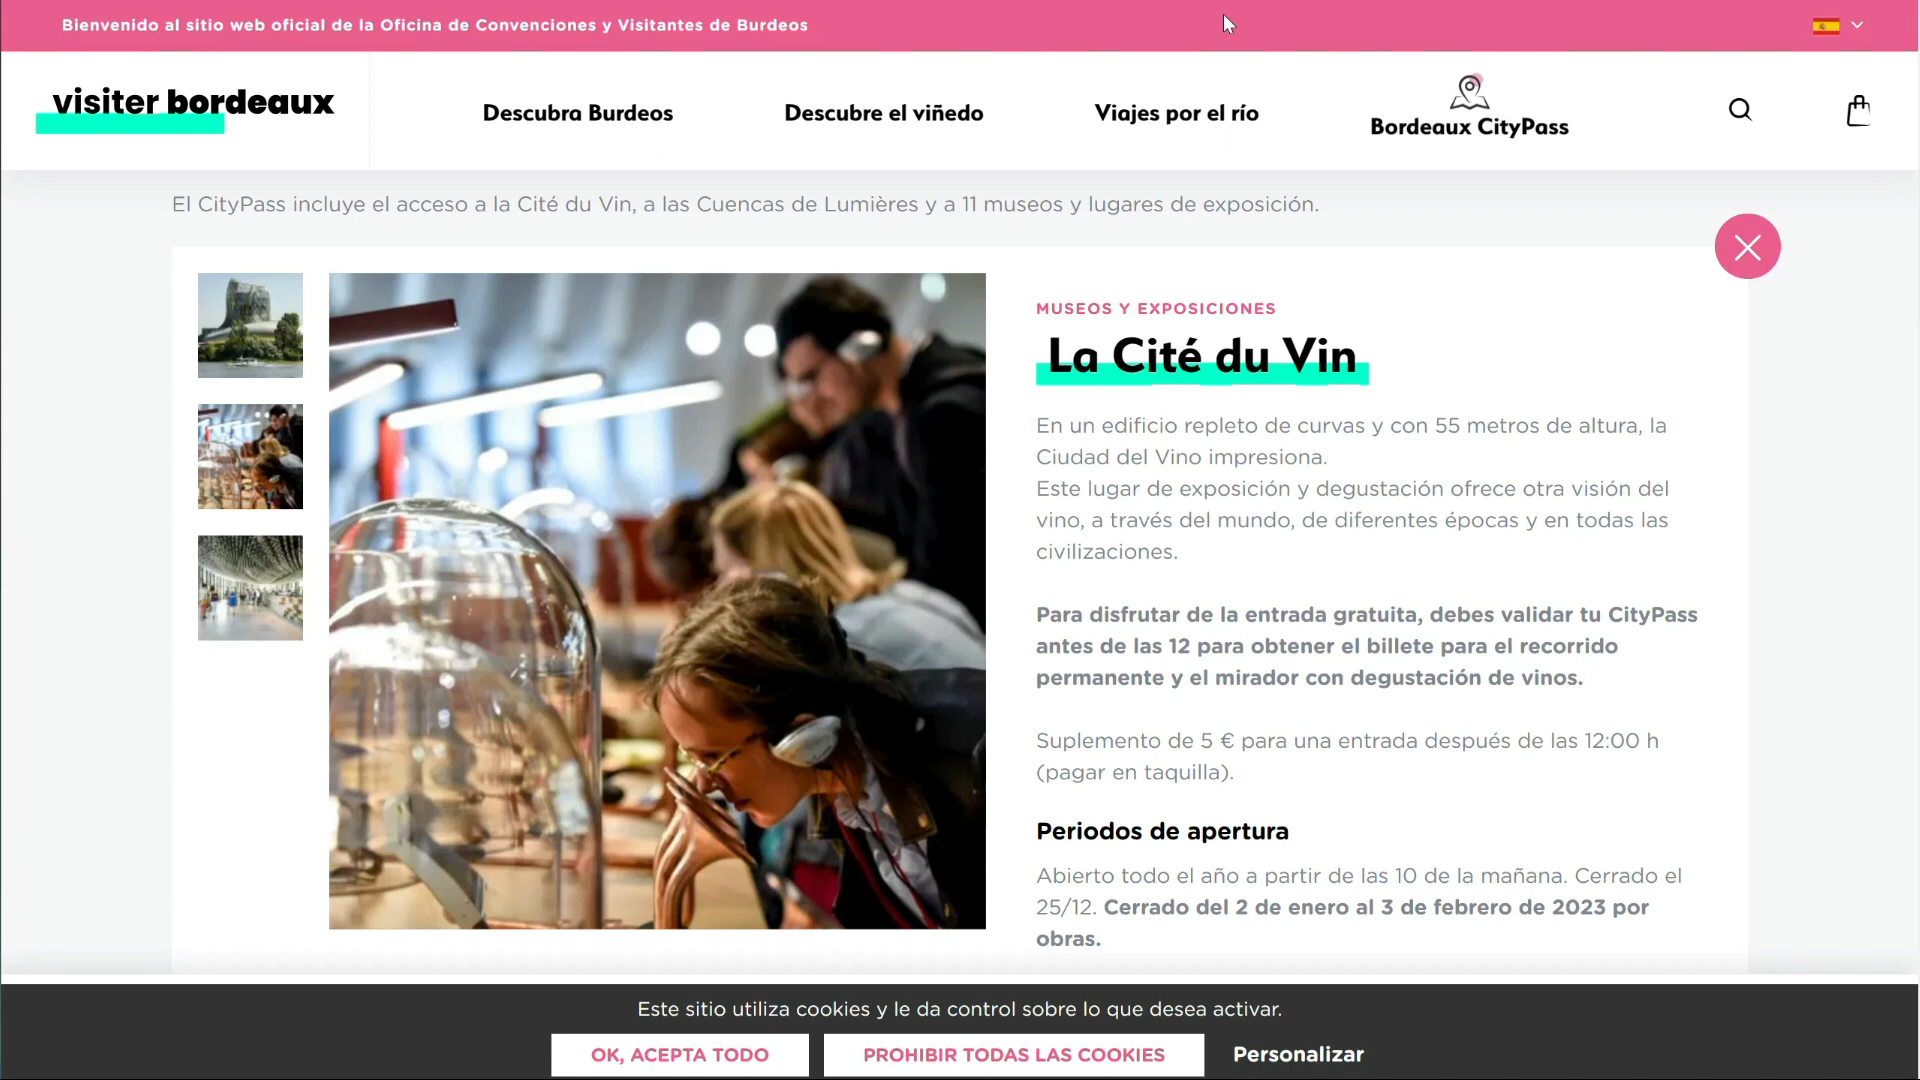 Bienvenido al sitio web oficial de la Oficina de Convenciones y Visitantes de Burdeos
visiter bordeaux
Descubra Burdeos
Descubre el viñedo
Viajes por el río
Bordeaux CityPass
El CityPass incluye el acceso a la Cité du Vin, a las Cuencas de Lumières y a 11 museos y lugares de exposición.
MUSEOS Y EXPOSICIONES
La Cité du Vin
En un edificio repleto de curvas y con 55 metros de altura, la
Ciudad del Vino impresiona.
Este lugar de exposición y degustación ofrece otra visión del
vino, a través del mundo, de diferentes épocas y en todas las
civilizaciones.
Para disfrutar de la entrada gratuita, debes validar tu CityPass
antes de las 12 para obtener el billete para el recorrido
permanente y el mirador con degustación de vinos.
Suplemento de 5 € para una entrada después de las 12:00 h
(pagar en taquilla).
Periodos de apertura
Abierto todo el año a partir de las 10 de la mañana. Cerrado el
25/12. Cerrado del 2 de enero al 3 de febrero de 2023 por
obras.
Este sitio utiliza cookies y le da control sobre lo que desea activar.
OK, ACEPTA TODO
PROHIBIR TODAS LAS COOKIES
Personalizar